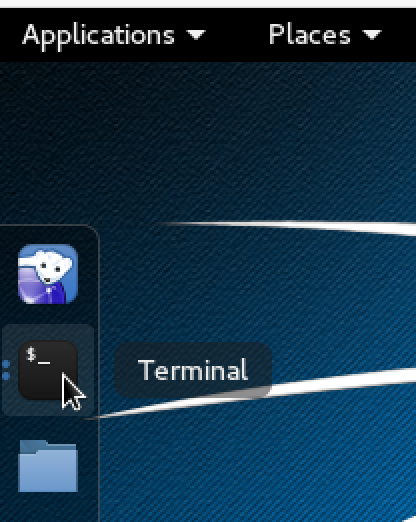 Applications Places
$_
Terminal